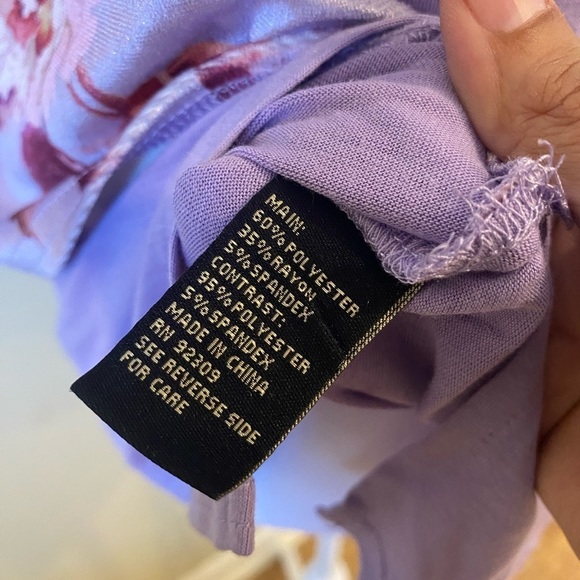 MAIN:
60% POLYESTER
35% RAYON
5% SPANDEX
CONTRAST:
95% POLYESTER
5% SPANDEX
MADE IN CHINA
RN 92209
SEE REVERSE SIDE
FOR CARE